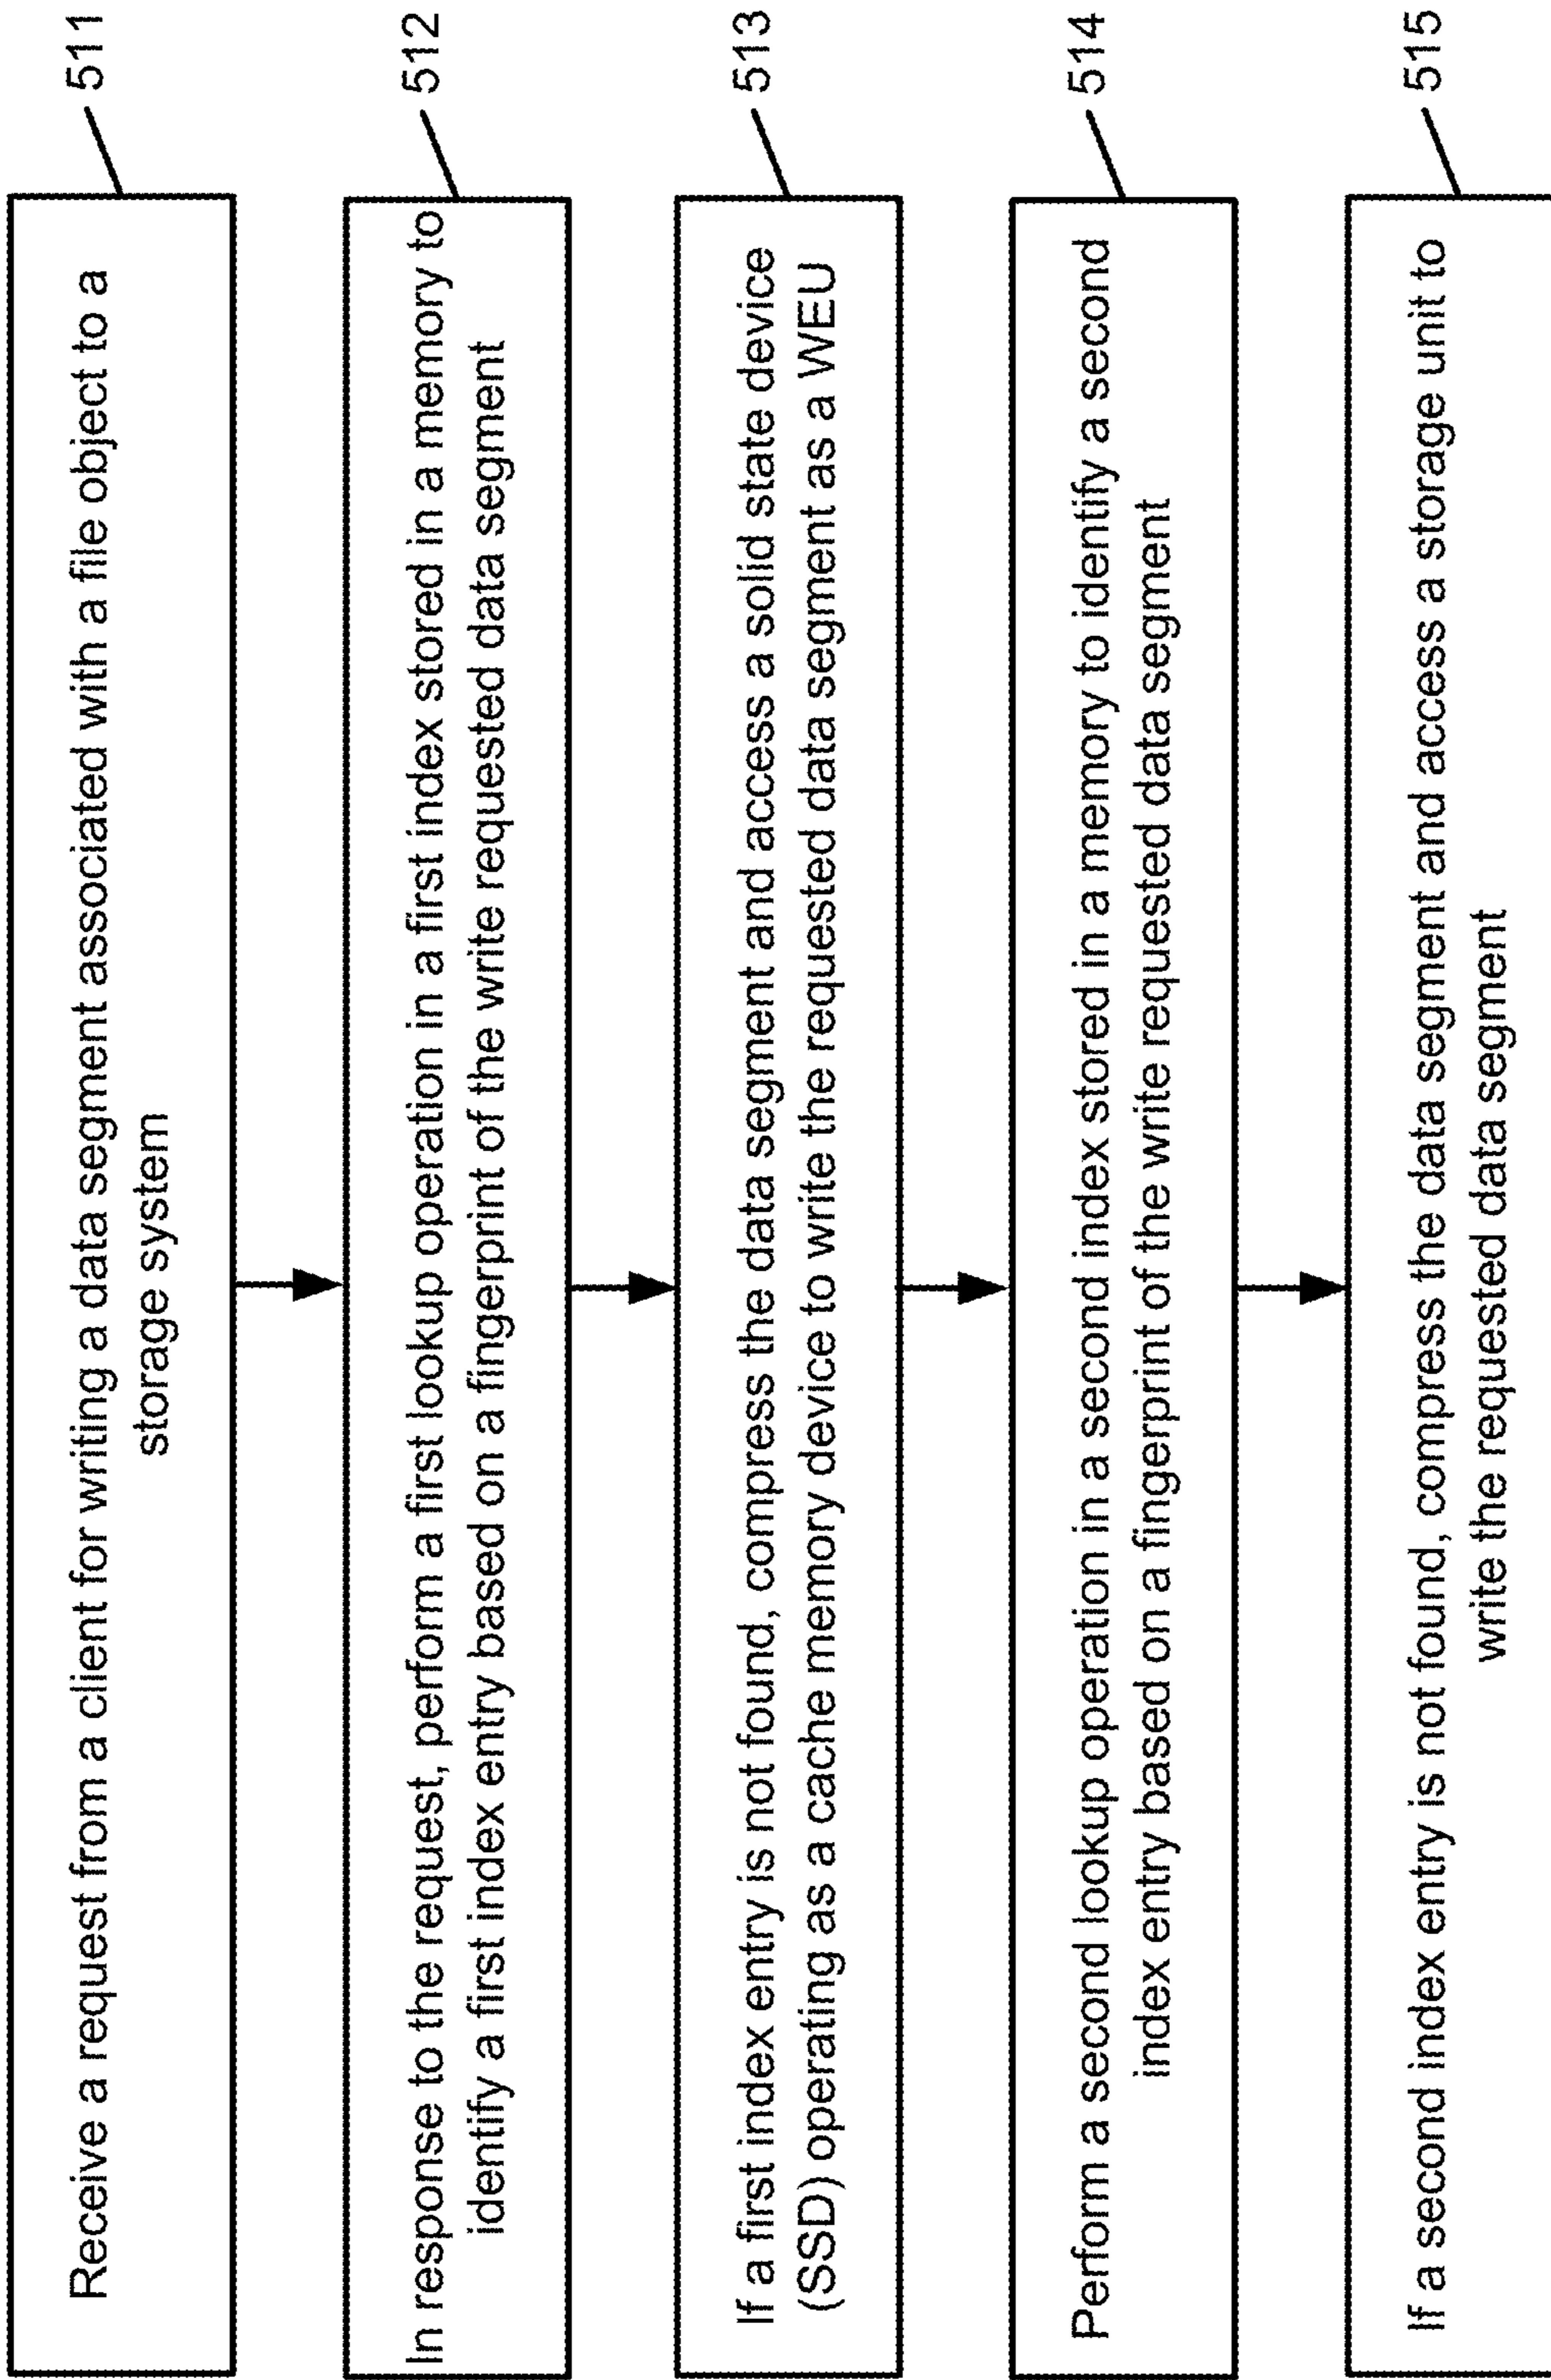 511
Receive a request from a client for writing a data segment associated with a file object to a
storage system
512
In response to the request, perform a first lookup operation in a first index stored in a memory to
identify a first index entry based on a fingerprint of the write requested data segment
513
If a first index entry is not found, compress the data segment and access a solid state device
(SSD) operating as a cache memory device to write the requested data segment as a WEU
514
Perform a second lookup operation in a second index stored in a memory to identify a second
index entry based on a fingerprint of the write requested data segment
515
If a second index entry is not found, compress the data segment and access a storage unit to
write the requested data segment